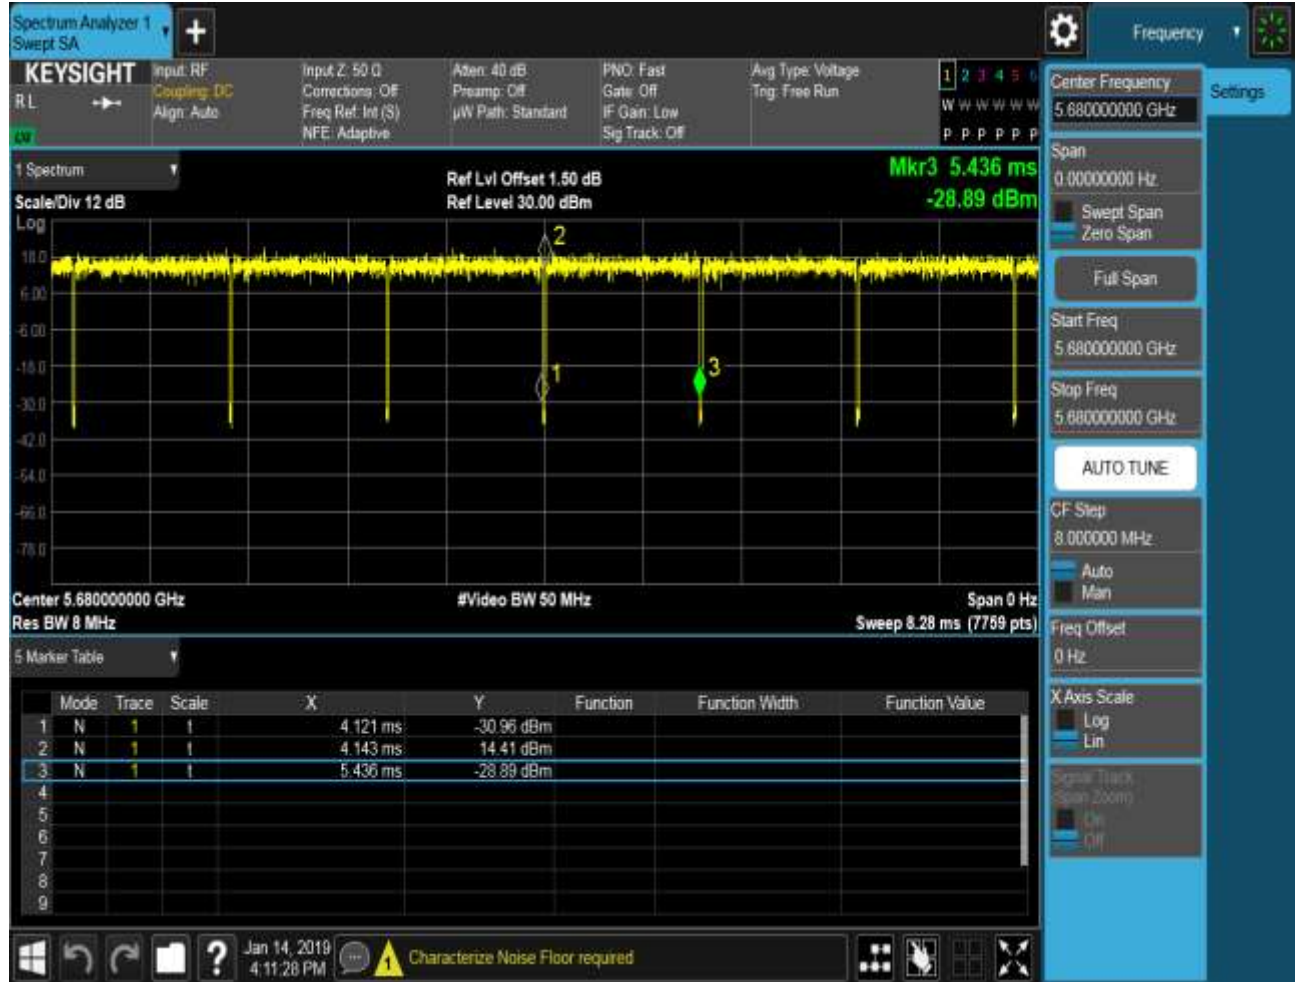 Spectrum Analyzer 1
Swept SA
Frequency
KEYSIGHT
RL
Input: RF
Coupling: DC
Align: Auto
Input Z: 50 Ω
Corrections: Off
Freq Ref: Int (S)
NFE: Adaptive
Atten: 40 dB
Preamp: Off
µW Path: Standard
PNO: Fast
Gate: Off
IF Gain: Low
Sig Track: Off
Avg Type: Voltage
Trig: Free Run
1 2 3 4 5 6
W W W W W W
P P P P P P
1 Spectrum
Scale/Div 12 dB
Ref Lvl Offset 1.50 dB
Ref Level 30.00 dBm
Mkr3 5.436 ms
-28.89 dBm
Log
18.0
6.00
-6.00
-18.0
-30.0
-42.0
-54.0
-66.0
-78.0
2
1
3
Center 5.680000000 GHz
Res BW 8 MHz
#Video BW 50 MHz
Span 0 Hz
Sweep 8.28 ms (7759 pts)
5 Marker Table
Mode Trace Scale X Y Function Function Width Function Value
1 N 1 t 4.121 ms -30.96 dBm
2 N 1 t 4.143 ms 14.41 dBm
3 N 1 t 5.436 ms -28.89 dBm
4
5
6
7
8
9
Center Frequency
5.680000000 GHz
Settings
Span
0.00000000 Hz
Swept Span
Zero Span
Full Span
Start Freq
5.680000000 GHz
Stop Freq
5.680000000 GHz
AUTO TUNE
CF Step
8.000000 MHz
Auto
Man
Freq Offset
0 Hz
X Axis Scale
Log
Lin
Signal Track
(Span Zoom)
On
Off
?
Jan 14, 2019
4:11:28 PM
1
Characterize Noise Floor required